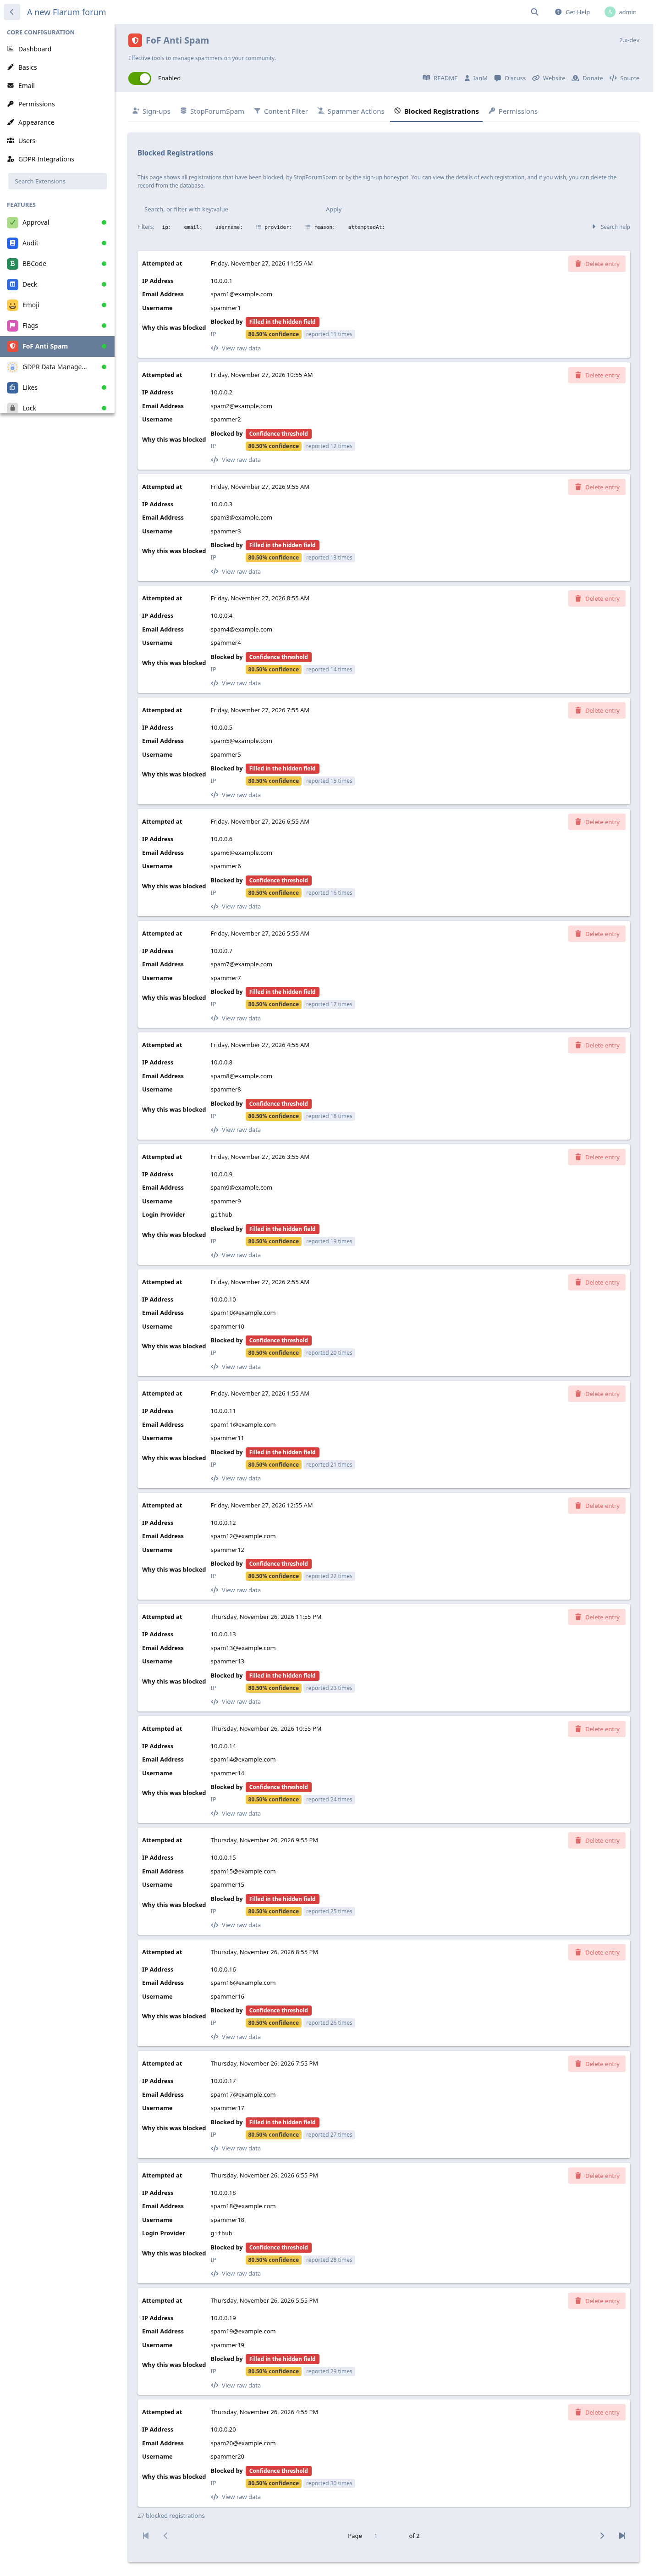 A new Flarum forum
Get Help
A admin
CORE CONFIGURATION
Dashboard
Basics
Email
Permissions
Appearance
Users
GDPR Integrations
Search Extensions
FEATURES
Approval
Audit
BBCode
Deck
Emoji
Flags
FoF Anti Spam
GDPR Data Manage...
Likes
Lock
FoF Anti Spam
2.x-dev
Effective tools to manage spammers on your community.
Enabled
README IanM Discuss Website Donate Source
Sign-ups StopForumSpam Content Filter Spammer Actions Blocked Registrations Permissions
Blocked Registrations
This page shows all registrations that have been blocked, by StopForumSpam or by the sign-up honeypot. You can view the details of each registration, and if you wish, you can delete the
record from the database.
Search, or filter with key:value Apply
Filters: ip: email: username: provider: reason: attemptedAt: Search help
Attempted at Friday, November 27, 2026 11:55 AM Delete entry
IP Address 10.0.0.1
Email Address spam1@example.com
Username spammer1
Why this was blocked Blocked by Filled in the hidden field
IP 80.50% confidence reported 11 times
View raw data
Attempted at Friday, November 27, 2026 10:55 AM Delete entry
IP Address 10.0.0.2
Email Address spam2@example.com
Username spammer2
Why this was blocked Blocked by Confidence threshold
IP 80.50% confidence reported 12 times
View raw data
Attempted at Friday, November 27, 2026 9:55 AM Delete entry
IP Address 10.0.0.3
Email Address spam3@example.com
Username spammer3
Why this was blocked Blocked by Filled in the hidden field
IP 80.50% confidence reported 13 times
View raw data
Attempted at Friday, November 27, 2026 8:55 AM Delete entry
IP Address 10.0.0.4
Email Address spam4@example.com
Username spammer4
Why this was blocked Blocked by Confidence threshold
IP 80.50% confidence reported 14 times
View raw data
Attempted at Friday, November 27, 2026 7:55 AM Delete entry
IP Address 10.0.0.5
Email Address spam5@example.com
Username spammer5
Why this was blocked Blocked by Filled in the hidden field
IP 80.50% confidence reported 15 times
View raw data
Attempted at Friday, November 27, 2026 6:55 AM Delete entry
IP Address 10.0.0.6
Email Address spam6@example.com
Username spammer6
Why this was blocked Blocked by Confidence threshold
IP 80.50% confidence reported 16 times
View raw data
Attempted at Friday, November 27, 2026 5:55 AM Delete entry
IP Address 10.0.0.7
Email Address spam7@example.com
Username spammer7
Why this was blocked Blocked by Filled in the hidden field
IP 80.50% confidence reported 17 times
View raw data
Attempted at Friday, November 27, 2026 4:55 AM Delete entry
IP Address 10.0.0.8
Email Address spam8@example.com
Username spammer8
Why this was blocked Blocked by Confidence threshold
IP 80.50% confidence reported 18 times
View raw data
Attempted at Friday, November 27, 2026 3:55 AM Delete entry
IP Address 10.0.0.9
Email Address spam9@example.com
Username spammer9
Login Provider github
Why this was blocked Blocked by Filled in the hidden field
IP 80.50% confidence reported 19 times
View raw data
Attempted at Friday, November 27, 2026 2:55 AM Delete entry
IP Address 10.0.0.10
Email Address spam10@example.com
Username spammer10
Why this was blocked Blocked by Confidence threshold
IP 80.50% confidence reported 20 times
View raw data
Attempted at Friday, November 27, 2026 1:55 AM Delete entry
IP Address 10.0.0.11
Email Address spam11@example.com
Username spammer11
Why this was blocked Blocked by Filled in the hidden field
IP 80.50% confidence reported 21 times
View raw data
Attempted at Friday, November 27, 2026 12:55 AM Delete entry
IP Address 10.0.0.12
Email Address spam12@example.com
Username spammer12
Why this was blocked Blocked by Confidence threshold
IP 80.50% confidence reported 22 times
View raw data
Attempted at Thursday, November 26, 2026 11:55 PM Delete entry
IP Address 10.0.0.13
Email Address spam13@example.com
Username spammer13
Why this was blocked Blocked by Filled in the hidden field
IP 80.50% confidence reported 23 times
View raw data
Attempted at Thursday, November 26, 2026 10:55 PM Delete entry
IP Address 10.0.0.14
Email Address spam14@example.com
Username spammer14
Why this was blocked Blocked by Confidence threshold
IP 80.50% confidence reported 24 times
View raw data
Attempted at Thursday, November 26, 2026 9:55 PM Delete entry
IP Address 10.0.0.15
Email Address spam15@example.com
Username spammer15
Why this was blocked Blocked by Filled in the hidden field
IP 80.50% confidence reported 25 times
View raw data
Attempted at Thursday, November 26, 2026 8:55 PM Delete entry
IP Address 10.0.0.16
Email Address spam16@example.com
Username spammer16
Why this was blocked Blocked by Confidence threshold
IP 80.50% confidence reported 26 times
View raw data
Attempted at Thursday, November 26, 2026 7:55 PM Delete entry
IP Address 10.0.0.17
Email Address spam17@example.com
Username spammer17
Why this was blocked Blocked by Filled in the hidden field
IP 80.50% confidence reported 27 times
View raw data
Attempted at Thursday, November 26, 2026 6:55 PM Delete entry
IP Address 10.0.0.18
Email Address spam18@example.com
Username spammer18
Login Provider github
Why this was blocked Blocked by Confidence threshold
IP 80.50% confidence reported 28 times
View raw data
Attempted at Thursday, November 26, 2026 5:55 PM Delete entry
IP Address 10.0.0.19
Email Address spam19@example.com
Username spammer19
Why this was blocked Blocked by Filled in the hidden field
IP 80.50% confidence reported 29 times
View raw data
Attempted at Thursday, November 26, 2026 4:55 PM Delete entry
IP Address 10.0.0.20
Email Address spam20@example.com
Username spammer20
Why this was blocked Blocked by Confidence threshold
IP 80.50% confidence reported 30 times
View raw data
27 blocked registrations
Page 1 of 2